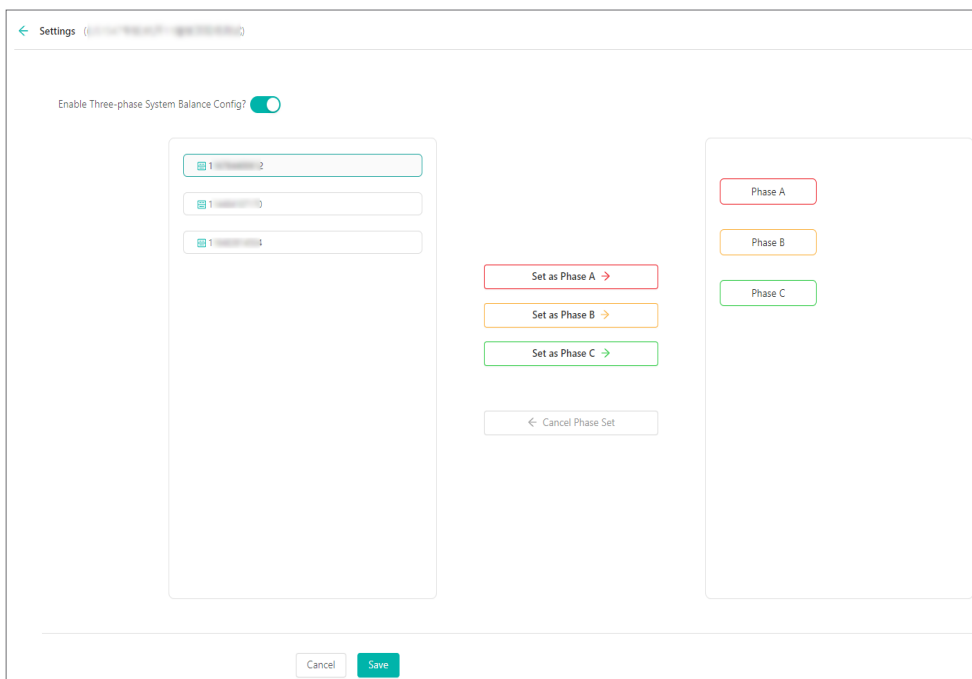 Settings
Enable Three-phase System Balance Config?
Phase A
Phase B
Phase C
Set as Phase A →
Set as Phase B →
Set as Phase C →
← Cancel Phase Set
Cancel
Save